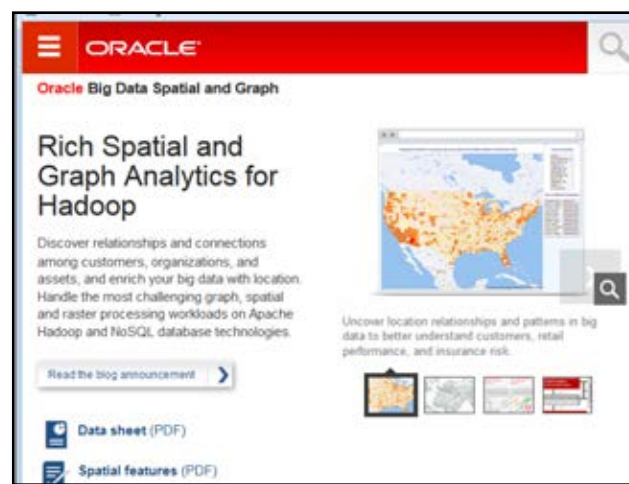 ORACLE
Oracle Big Data Spatial and Graph
Rich Spatial and
Graph Analytics for
Hadoop
Discover relationships and connections
among customers, organizations, and
assets, and enrich your big data with location.
Handle the most challenging graph, spatial
and raster processing workloads on Apache
Hadoop and NoSQL database technologies.
Read the blog announcement
Data sheet (PDF)
Spatial features (PDF)
Uncover location relationships and patterns in big
data to better understand customers, retail
performance, and insurance risk.